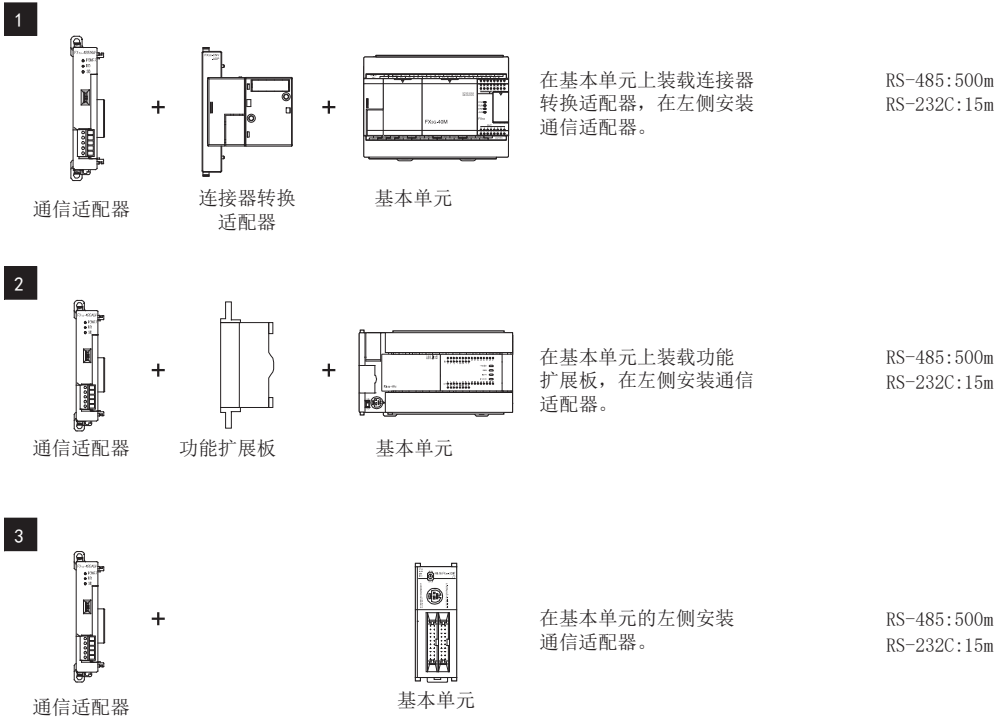 1
在基本单元上装载连接器
转换适配器，在左侧安装
通信适配器。
RS-485:500m
RS-232C:15m
+
+
FX3G-40M
通信适配器
连接器转换
适配器
基本单元
2
在基本单元上装载功能
扩展板，在左侧安装通信
适配器。
RS-485:500m
RS-232C:15m
+
+
通信适配器
功能扩展板
基本单元
3
在基本单元的左侧安装
通信适配器。
RS-485:500m
RS-232C:15m
+
通信适配器
基本单元